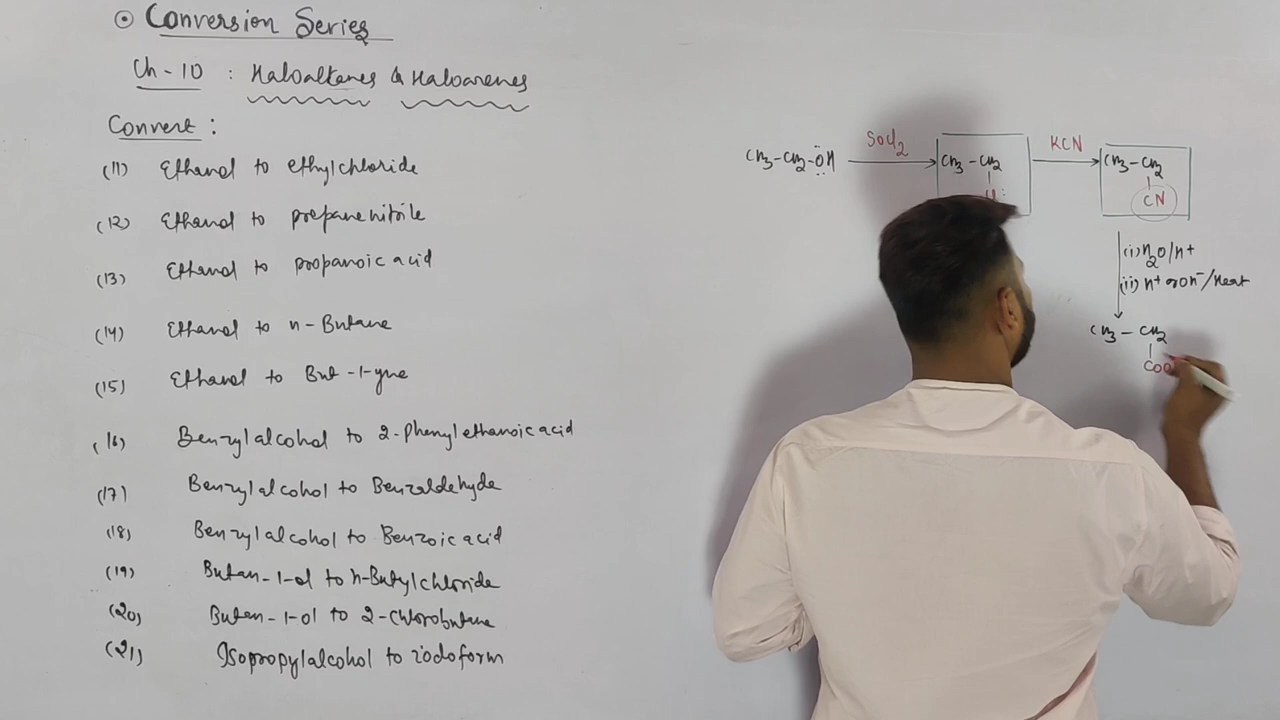 Conversion Series
Ch-10 : Haloalkanes & Haloarenes
Convert :
(11) Ethanol to ethylchloride
(12) Ethanol to propanenitrile
(13) Ethanol to propanoic acid
(14) Ethanol to n-Butane
(15) Ethanol to But-1-yne
(16) Benzylalcohol to 2-Phenylethanoic acid
(17) Benzylalcohol to Benzaldehyde
(18) Benzylalcohol to Benzoic acid
(19) Butan-1-ol to n-Butylchloride
(20) Butan-1-ol to 2-chlorobutane
(21) Isopropylalcohol to iodoform
CH3-CH2-ÖH SOCl2 CH3-CH2 KCN CH3-CH2
CN
(i) H2O/H+
(ii) H+ or OH-/Heat
CH3-CH2
COO